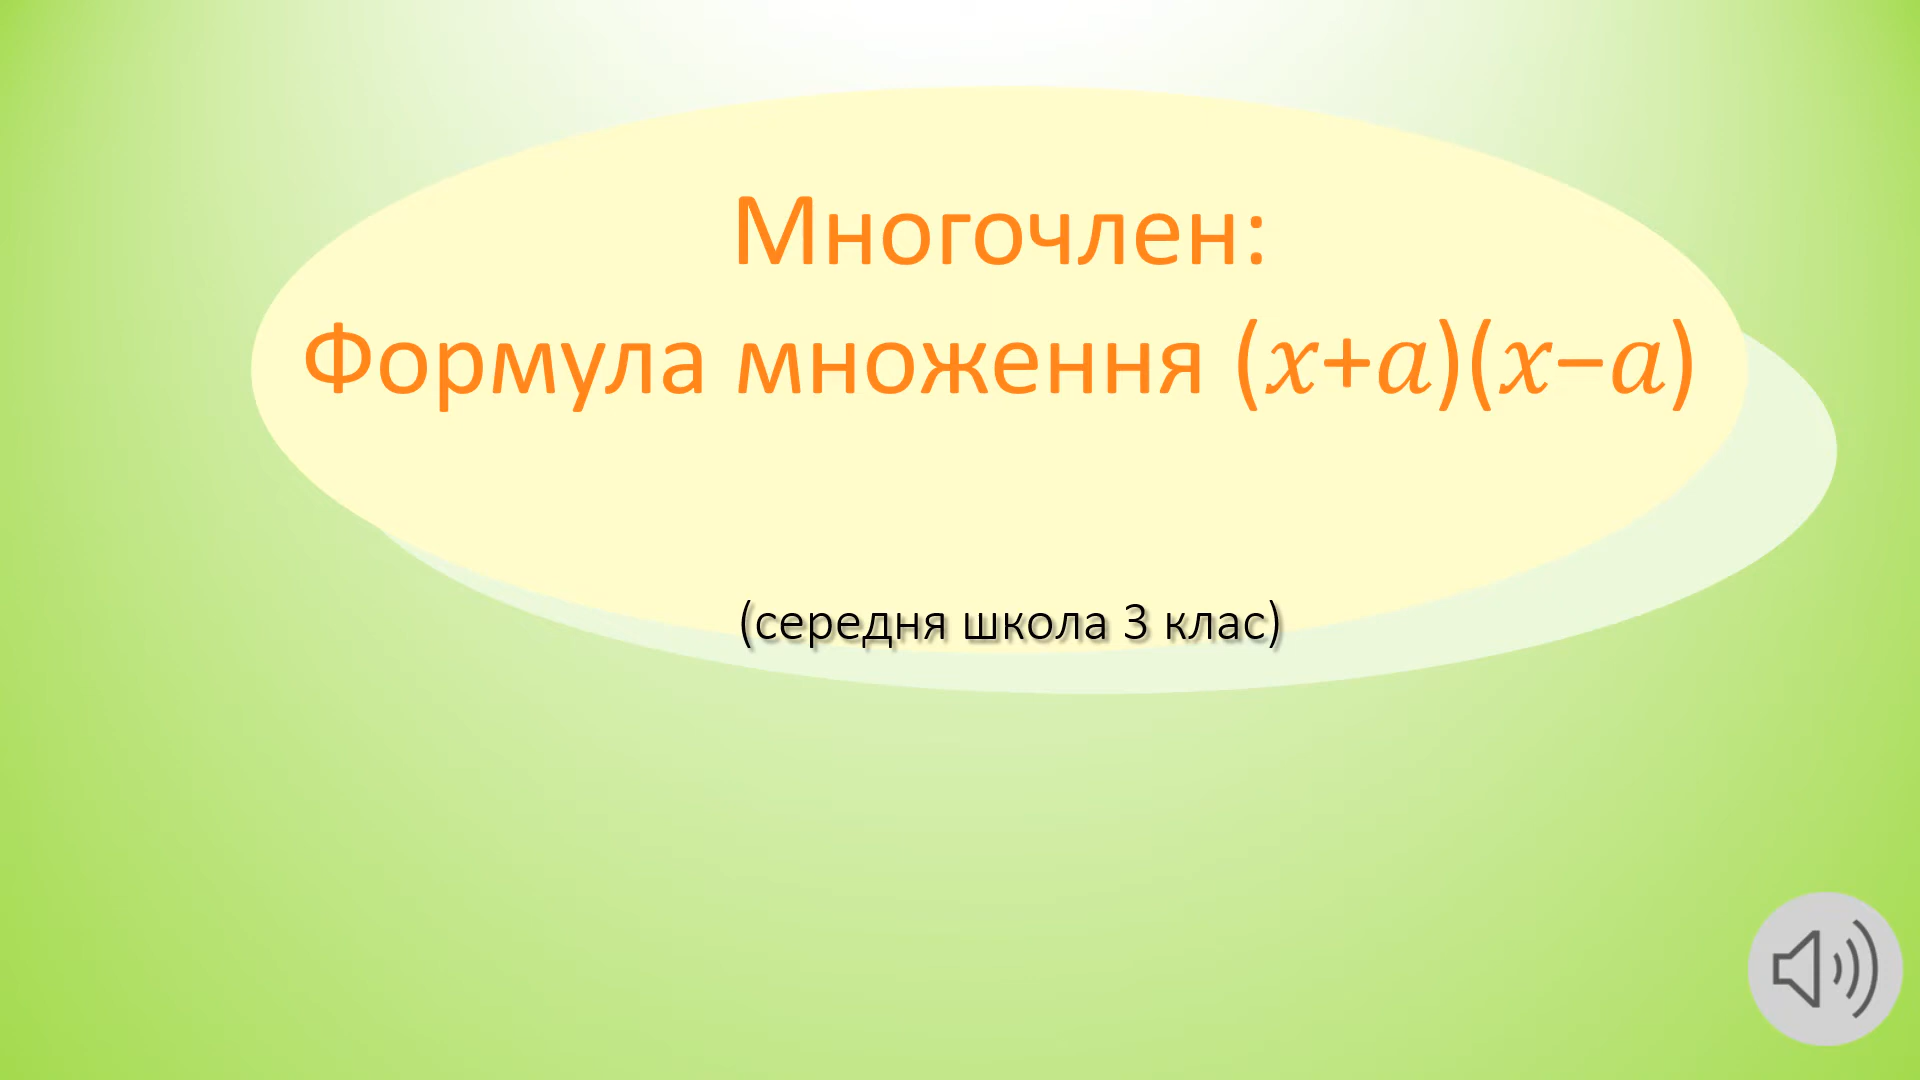 Многочлен:
Формула множення (x+a)(x−a)
(середня школа 3 клас)